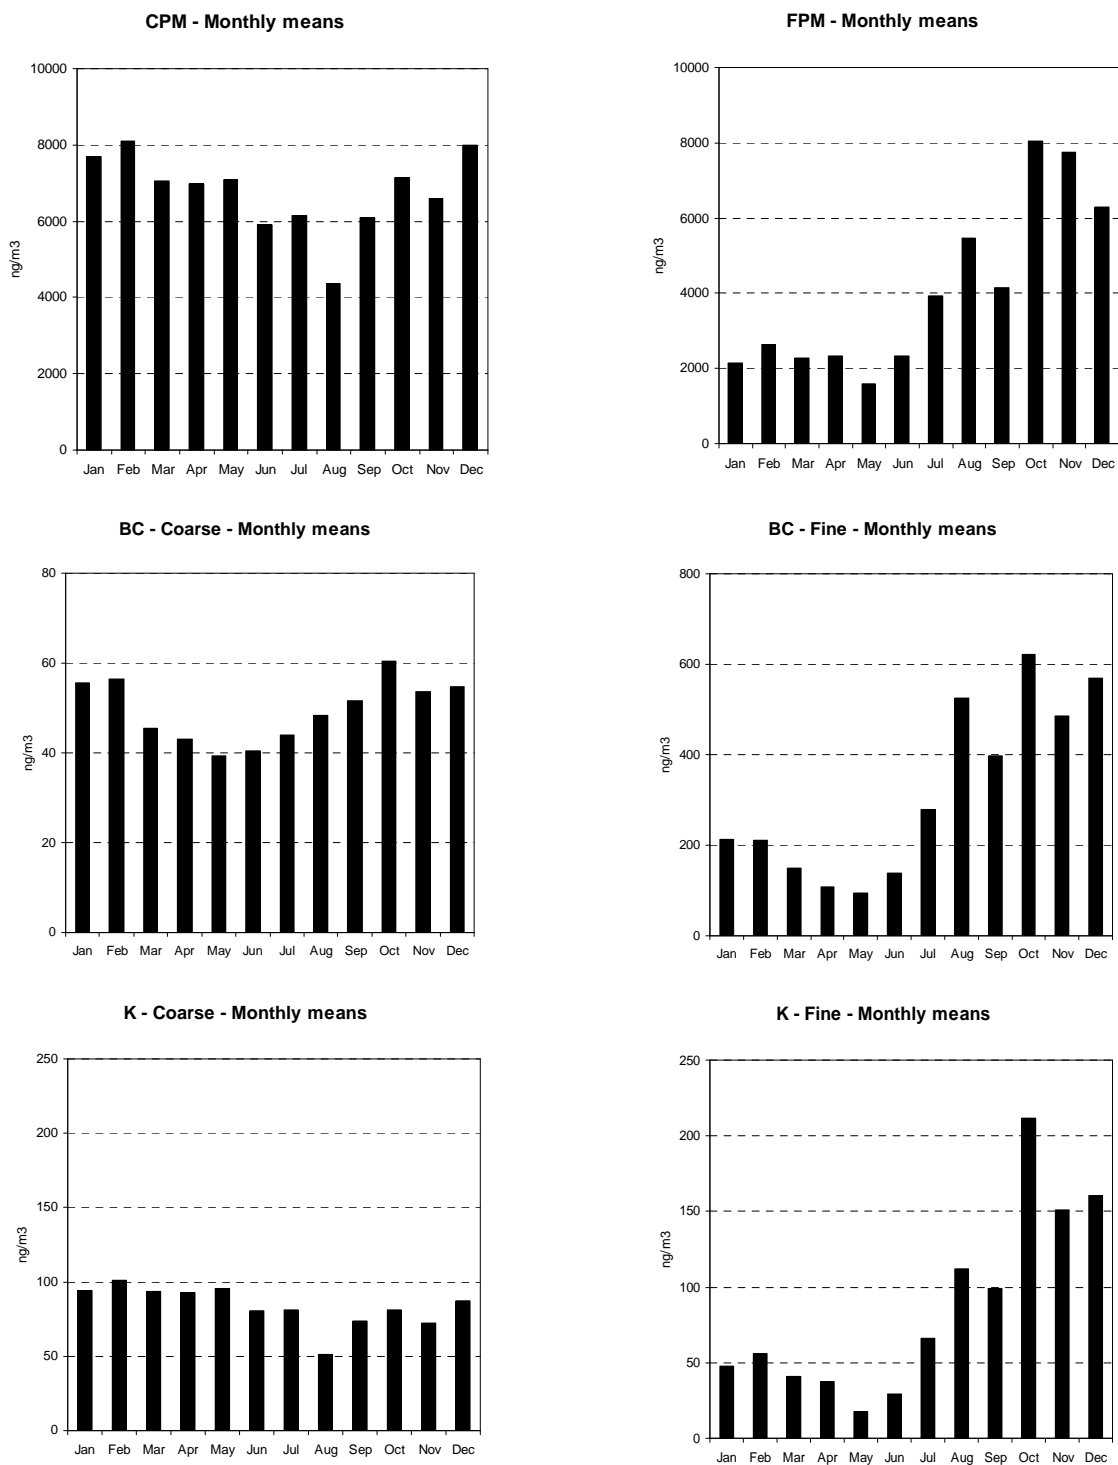 CPM - Monthly means
10000
8000
6000
4000
2000
0
ng/m3
Jan Feb Mar Apr May Jun Jul Aug Sep Oct Nov Dec
FPM - Monthly means
10000
8000
6000
4000
2000
0
ng/m3
Jan Feb Mar Apr May Jun Jul Aug Sep Oct Nov Dec
BC - Coarse - Monthly means
80
60
40
20
0
ng/m3
Jan Feb Mar Apr May Jun Jul Aug Sep Oct Nov Dec
BC - Fine - Monthly means
800
600
400
200
0
ng/m3
Jan Feb Mar Apr May Jun Jul Aug Sep Oct Nov Dec
K - Coarse - Monthly means
250
200
150
100
50
0
ng/m3
Jan Feb Mar Apr May Jun Jul Aug Sep Oct Nov Dec
K - Fine - Monthly means
250
200
150
100
50
0
ng/m3
Jan Feb Mar Apr May Jun Jul Aug Sep Oct Nov Dec